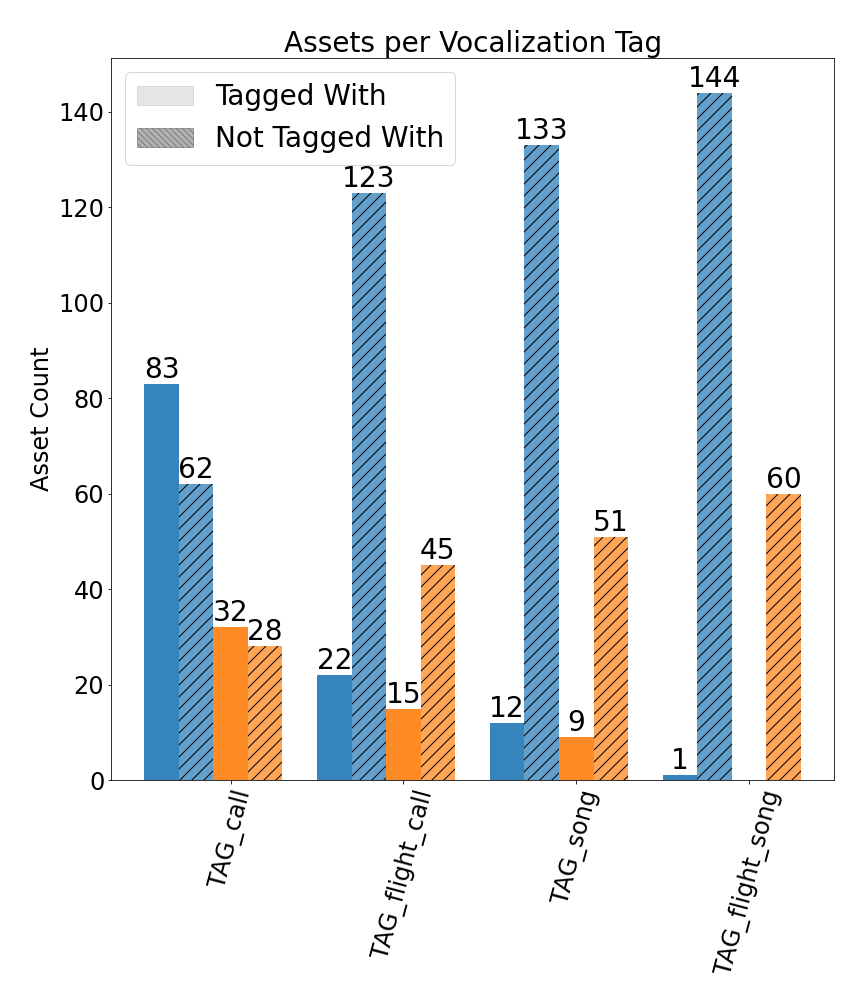 Assets per Vocalization Tag
Tagged With
Not Tagged With
Asset Count
140
120
100
80
60
40
20
0
83
62
32
28
22
123
15
45
12
133
9
51
1
144
60
TAG_call
TAG_flight_call
TAG_song
TAG_flight_song